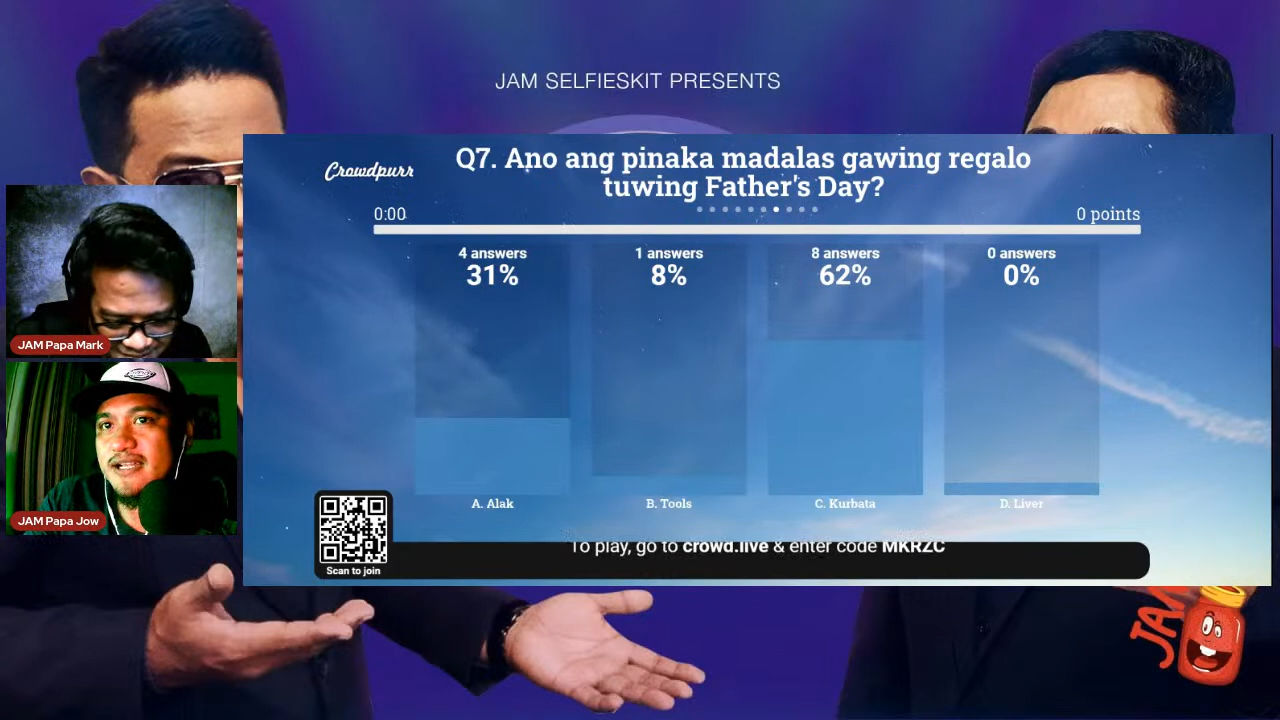 JAM SELFIESKIT PRESENTS
Crowdpurr
Q7. Ano ang pinaka madalas gawing regalo
tuwing Father's Day?
0:00
0 points
4 answers
31%
1 answers
8%
8 answers
62%
0 answers
0%
A. Alak
B. Tools
C. Kurbata
D. Liver
To play, go to crowd.live & enter code MKRZC
Scan to join
JAM Papa Mark
JAM Papa Jow
JAM